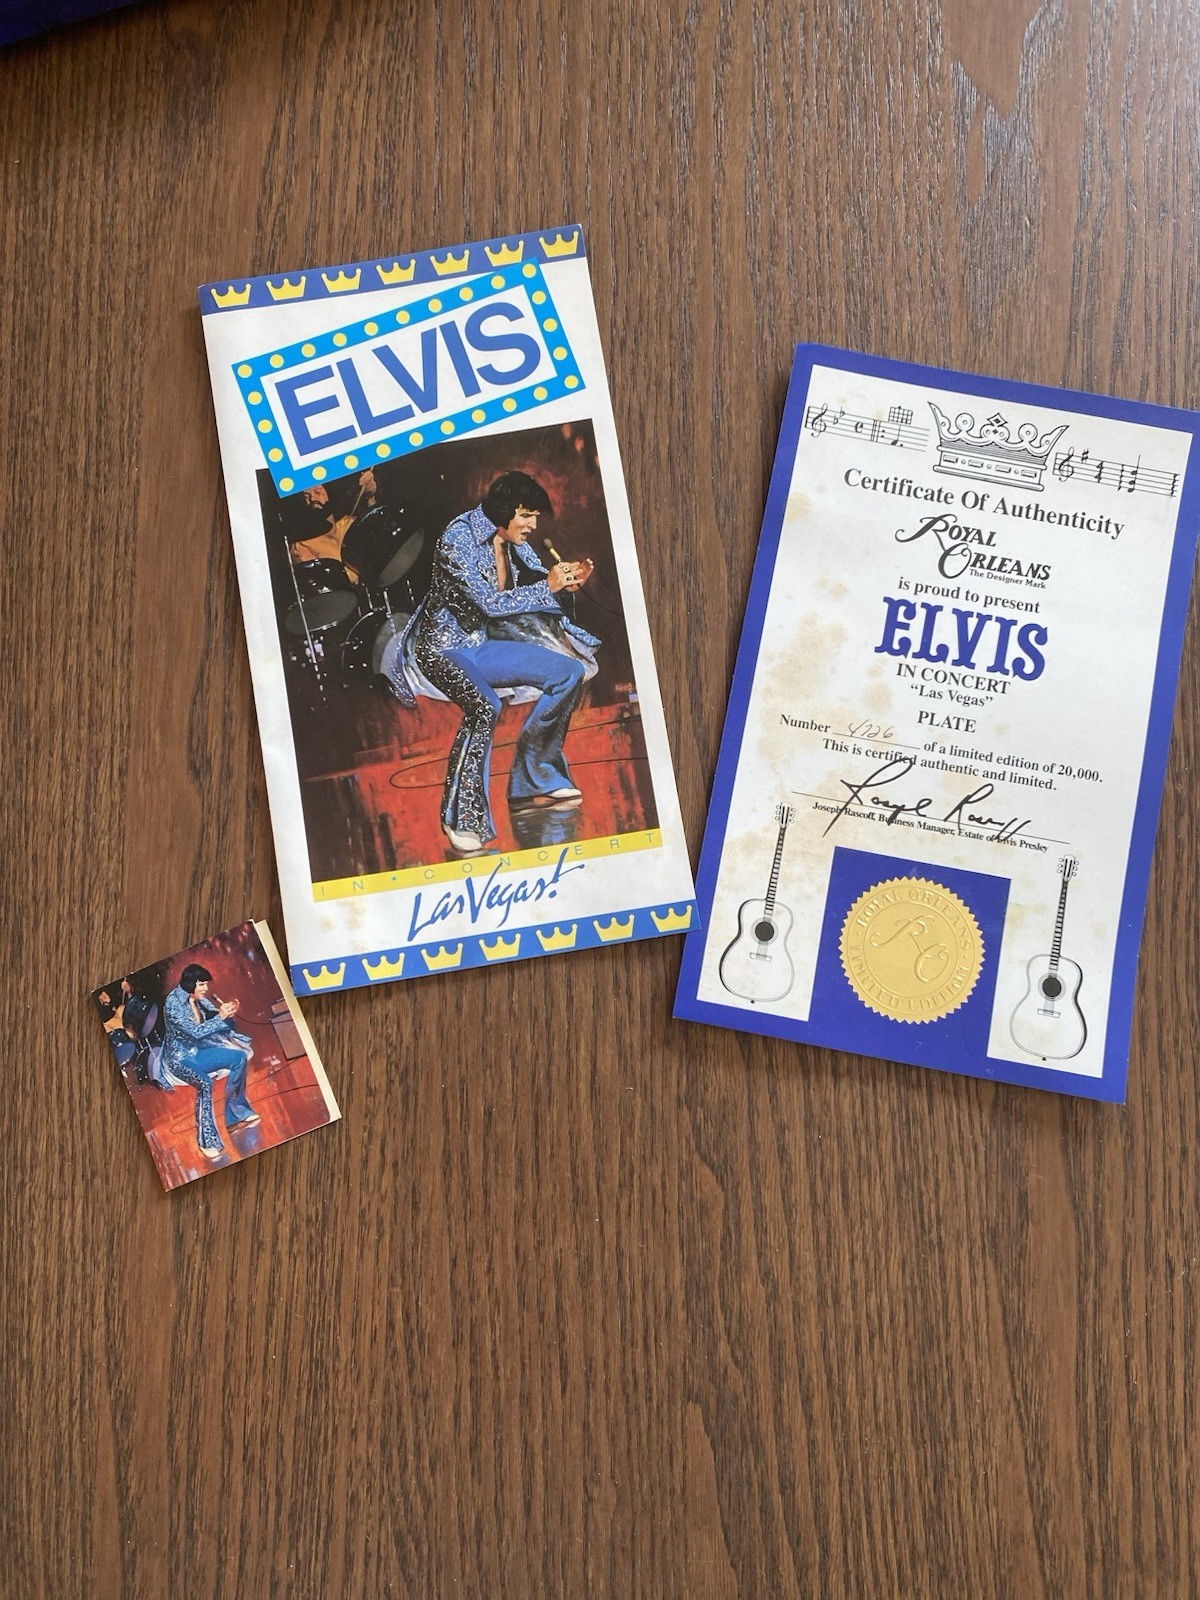 ELVIS
IN • CONCERT
Las Vegas!
Certificate Of Authenticity
ROYAL
ORLEANS
The Designer Mark
is proud to present
ELVIS
IN CONCERT
“Las Vegas”
PLATE
Number 4726 of a limited edition of 20,000.
This is certified authentic and limited.
Joseph Rascoff, Business Manager, Estate of Elvis Presley
ROYAL ORLEANS
RO
LIMITED EDITION